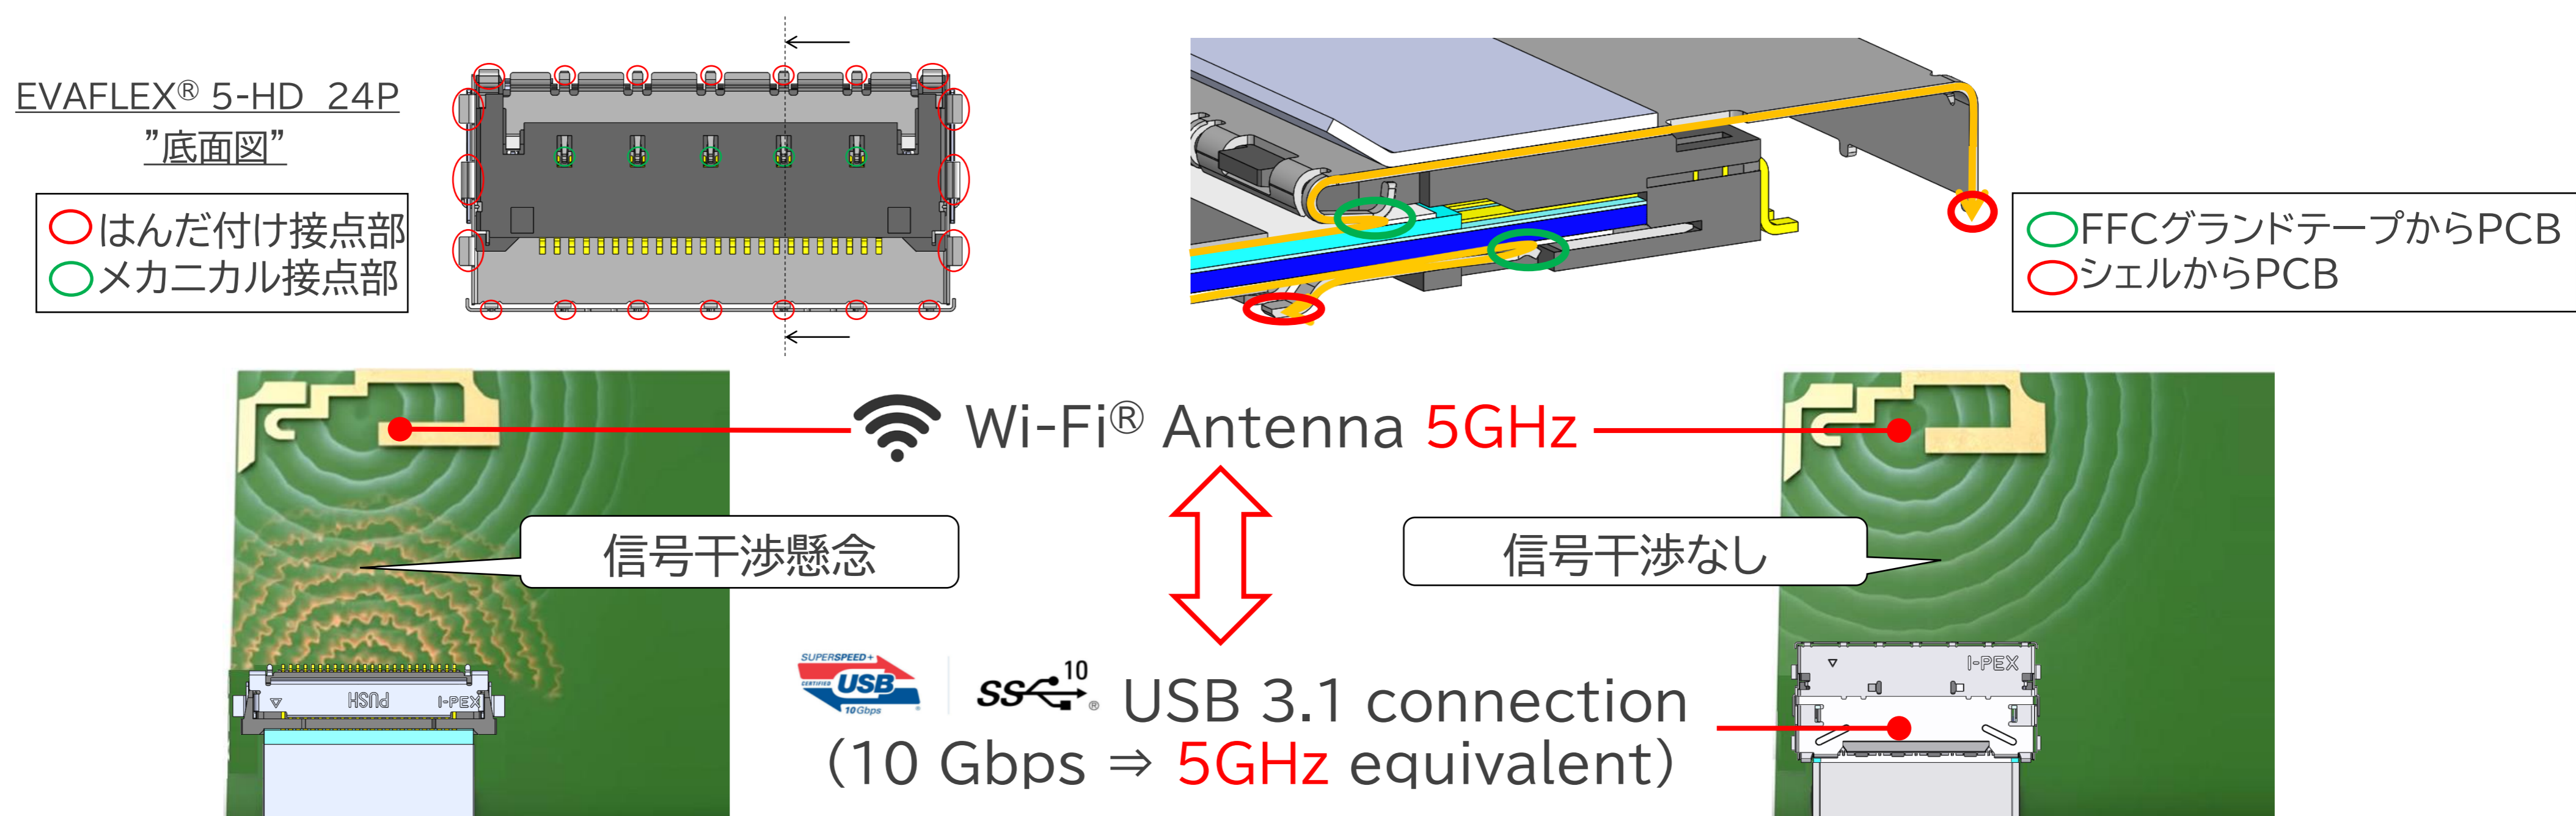 EVAFLEX® 5-HD 24P
”底面図”
はんだ付け接点部
メカニカル接点部
FFCグランドテープからPCB
シェルからPCB
Wi-Fi® Antenna 5GHz
信号干渉懸念
信号干渉なし
PUSH
I-PEX
I-PEX
SUPERSPEED+
CERTIFIED USB
10Gbps
®
SS 10
®
USB 3.1 connection
(10 Gbps ⇒ 5GHz equivalent)